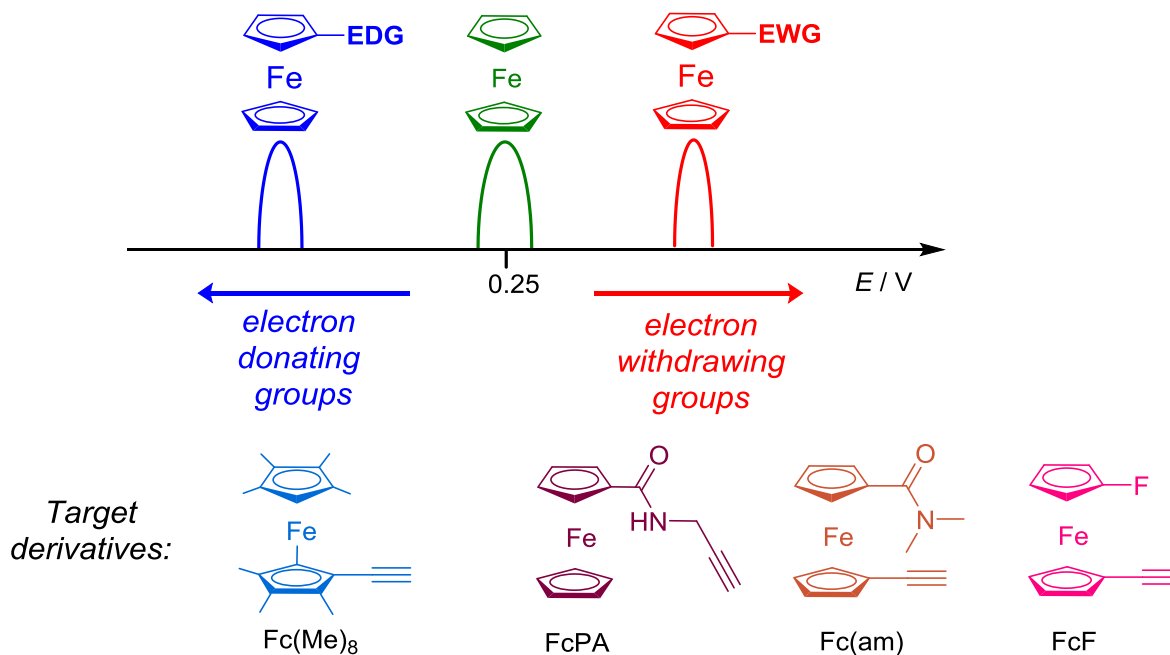 EDG
EWG
Fe
Fe
Fe
0.25
E / V
electron
donating
groups
electron
withdrawing
groups
Target
derivatives:
O
O
F
HN
N
Fe
Fe
Fe
Fe
Fc(Me)₈
FcPA
Fc(am)
FcF